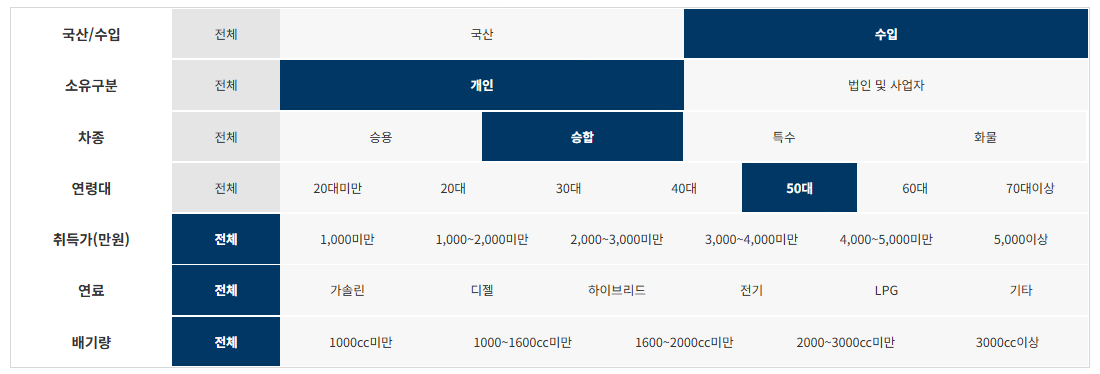 국산/수입 전체 국산 수입
소유구분 전체 개인 법인 및 사업자
차종 전체 승용 승합 특수 화물
연령대 전체 20대미만 20대 30대 40대 50대 60대 70대이상
취득가(만원) 전체 1,000미만 1,000~2,000미만 2,000~3,000미만 3,000~4,000미만 4,000~5,000미만 5,000이상
연료 전체 가솔린 디젤 하이브리드 전기 LPG 기타
배기량 전체 1000cc미만 1000~1600cc미만 1600~2000cc미만 2000~3000cc미만 3000cc이상